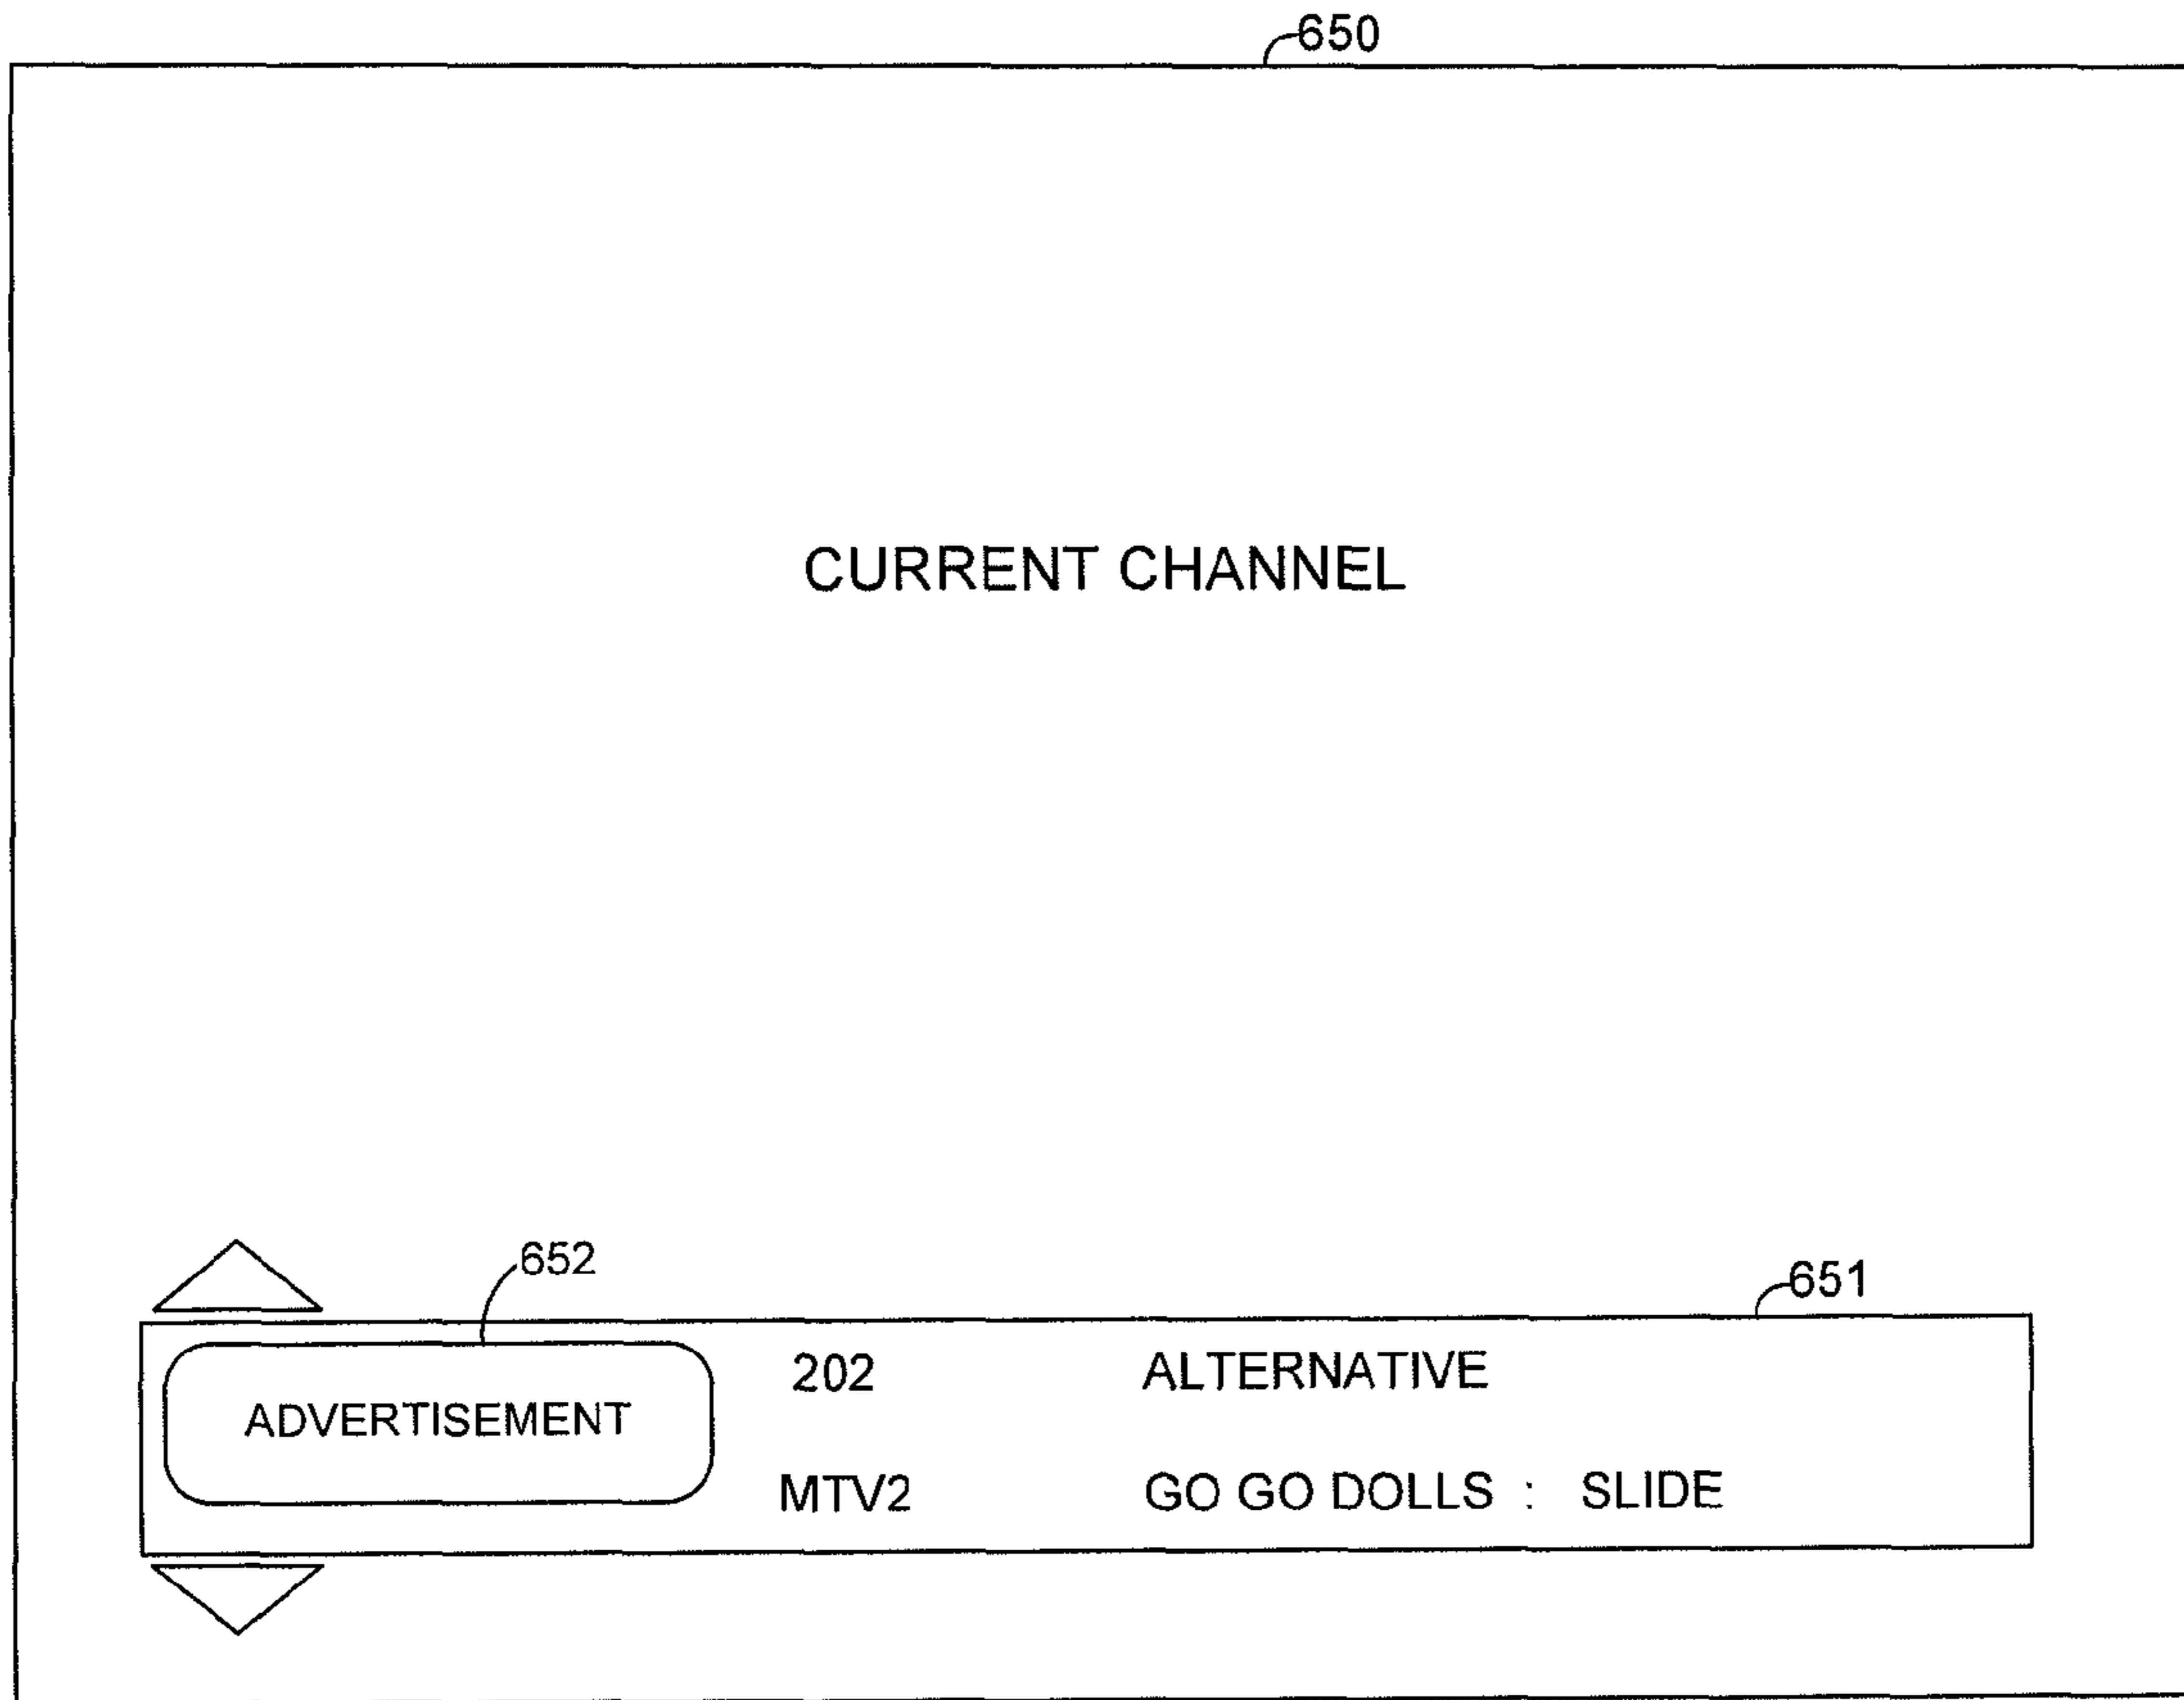 650
CURRENT CHANNEL
652
651
202 ALTERNATIVE
ADVERTISEMENT
MTV2 GO GO DOLLS : SLIDE